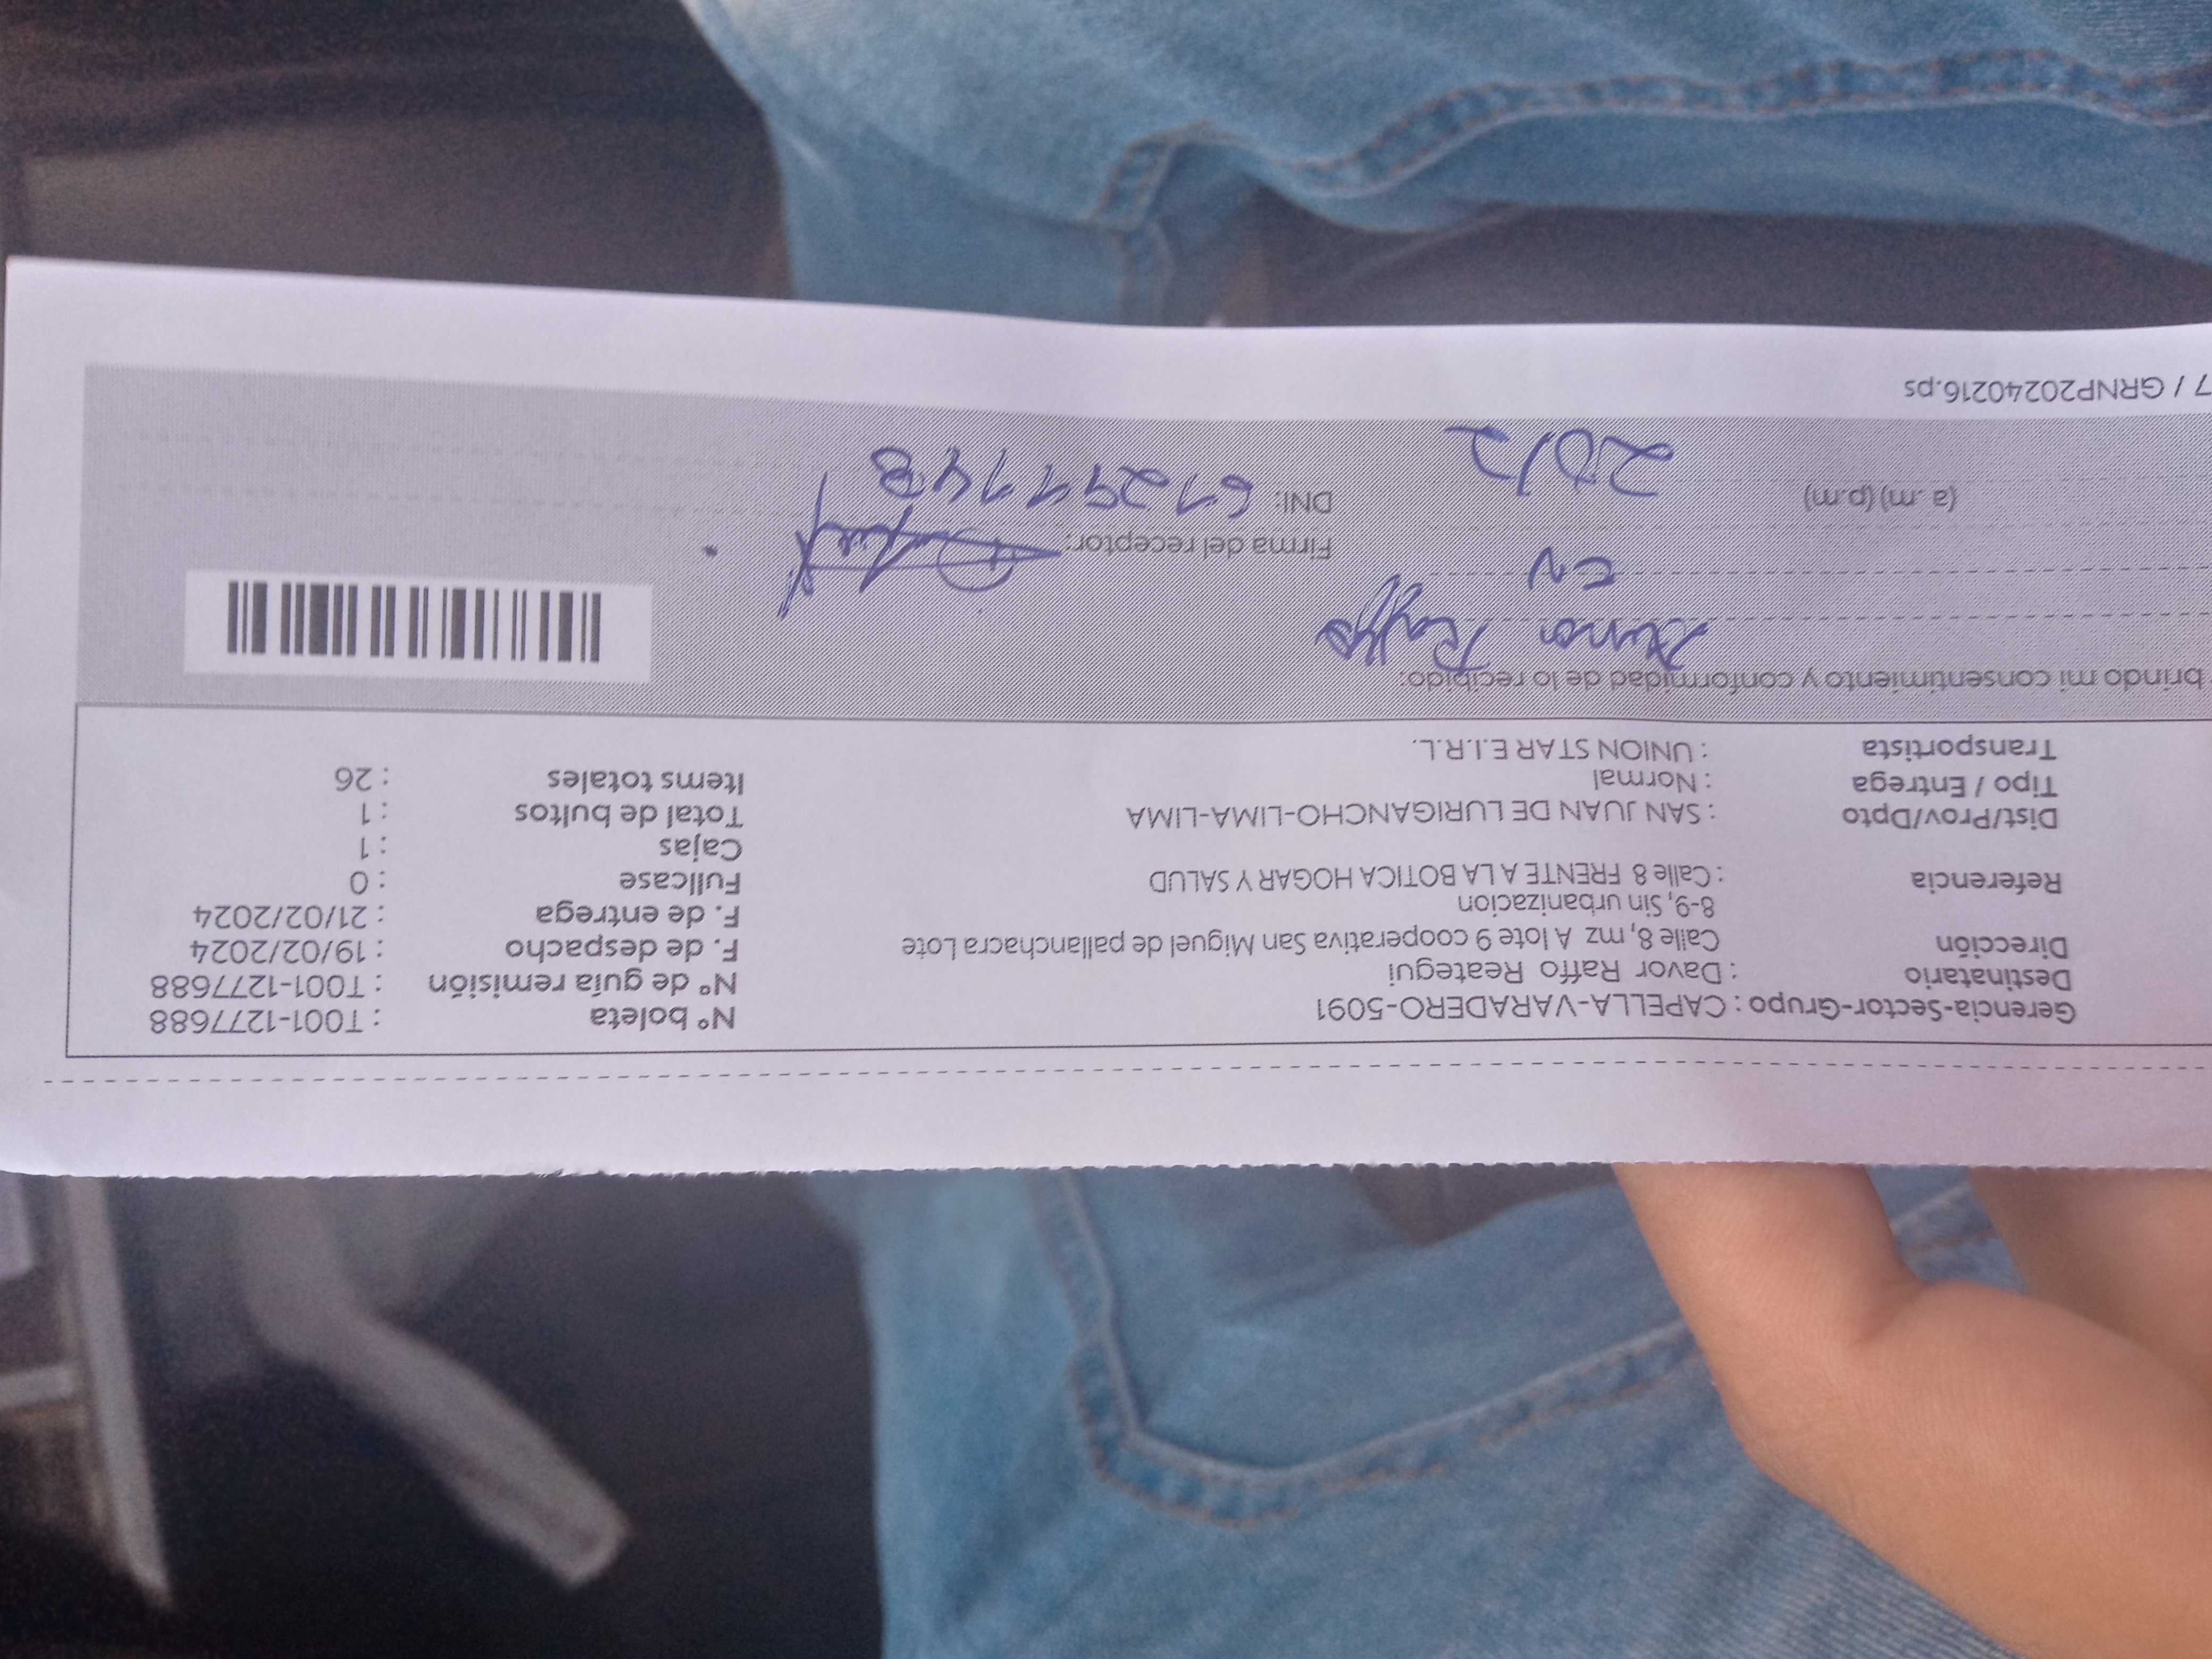 Gerencia-Sector-Grupo : CAPELLA-VARADERO-5091
Destinatario : Davor Raffo Reategui
Dirección Calle 8, mz A lote 9 cooperativa San Miguel de pallanchacra Lote
8-9, Sin urbanizacion
Referencia : Calle 8 FRENTE A LA BOTICA HOGAR Y SALUD
Dist/Prov/Dpto : SAN JUAN DE LURIGANCHO-LIMA-LIMA
Tipo / Entrega : Normal
Transportista : UNION STAR E.I.R.L.
N° boleta : T001-1277688
N° de guía remisión : T001-1277688
F. de despacho : 19/02/2024
F. de entrega : 21/02/2024
Fullcase : 0
Cajas : 1
Total de bultos : 1
Items totales : 26
brindo mi consentimiento y conformidad de lo recibido:
Raffo
Firma del receptor:
(a .m) (p.m)
DNI:
7 / GRNP20240216.ps